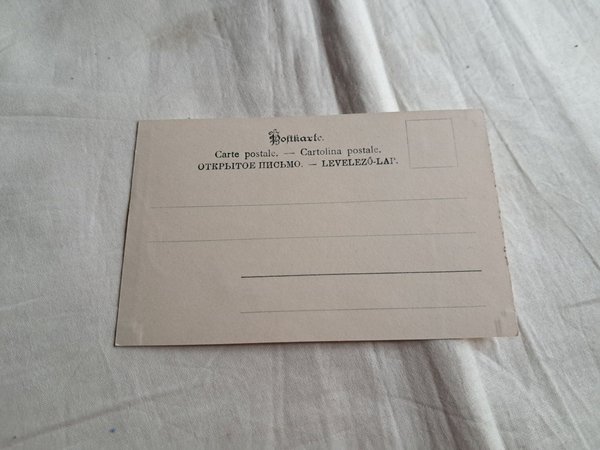 Postkarte.
Carte postale. — Cartolina postale.
ОТКРЫТОЕ ПИСЬМО. — LEVELEZŐ-LAP.